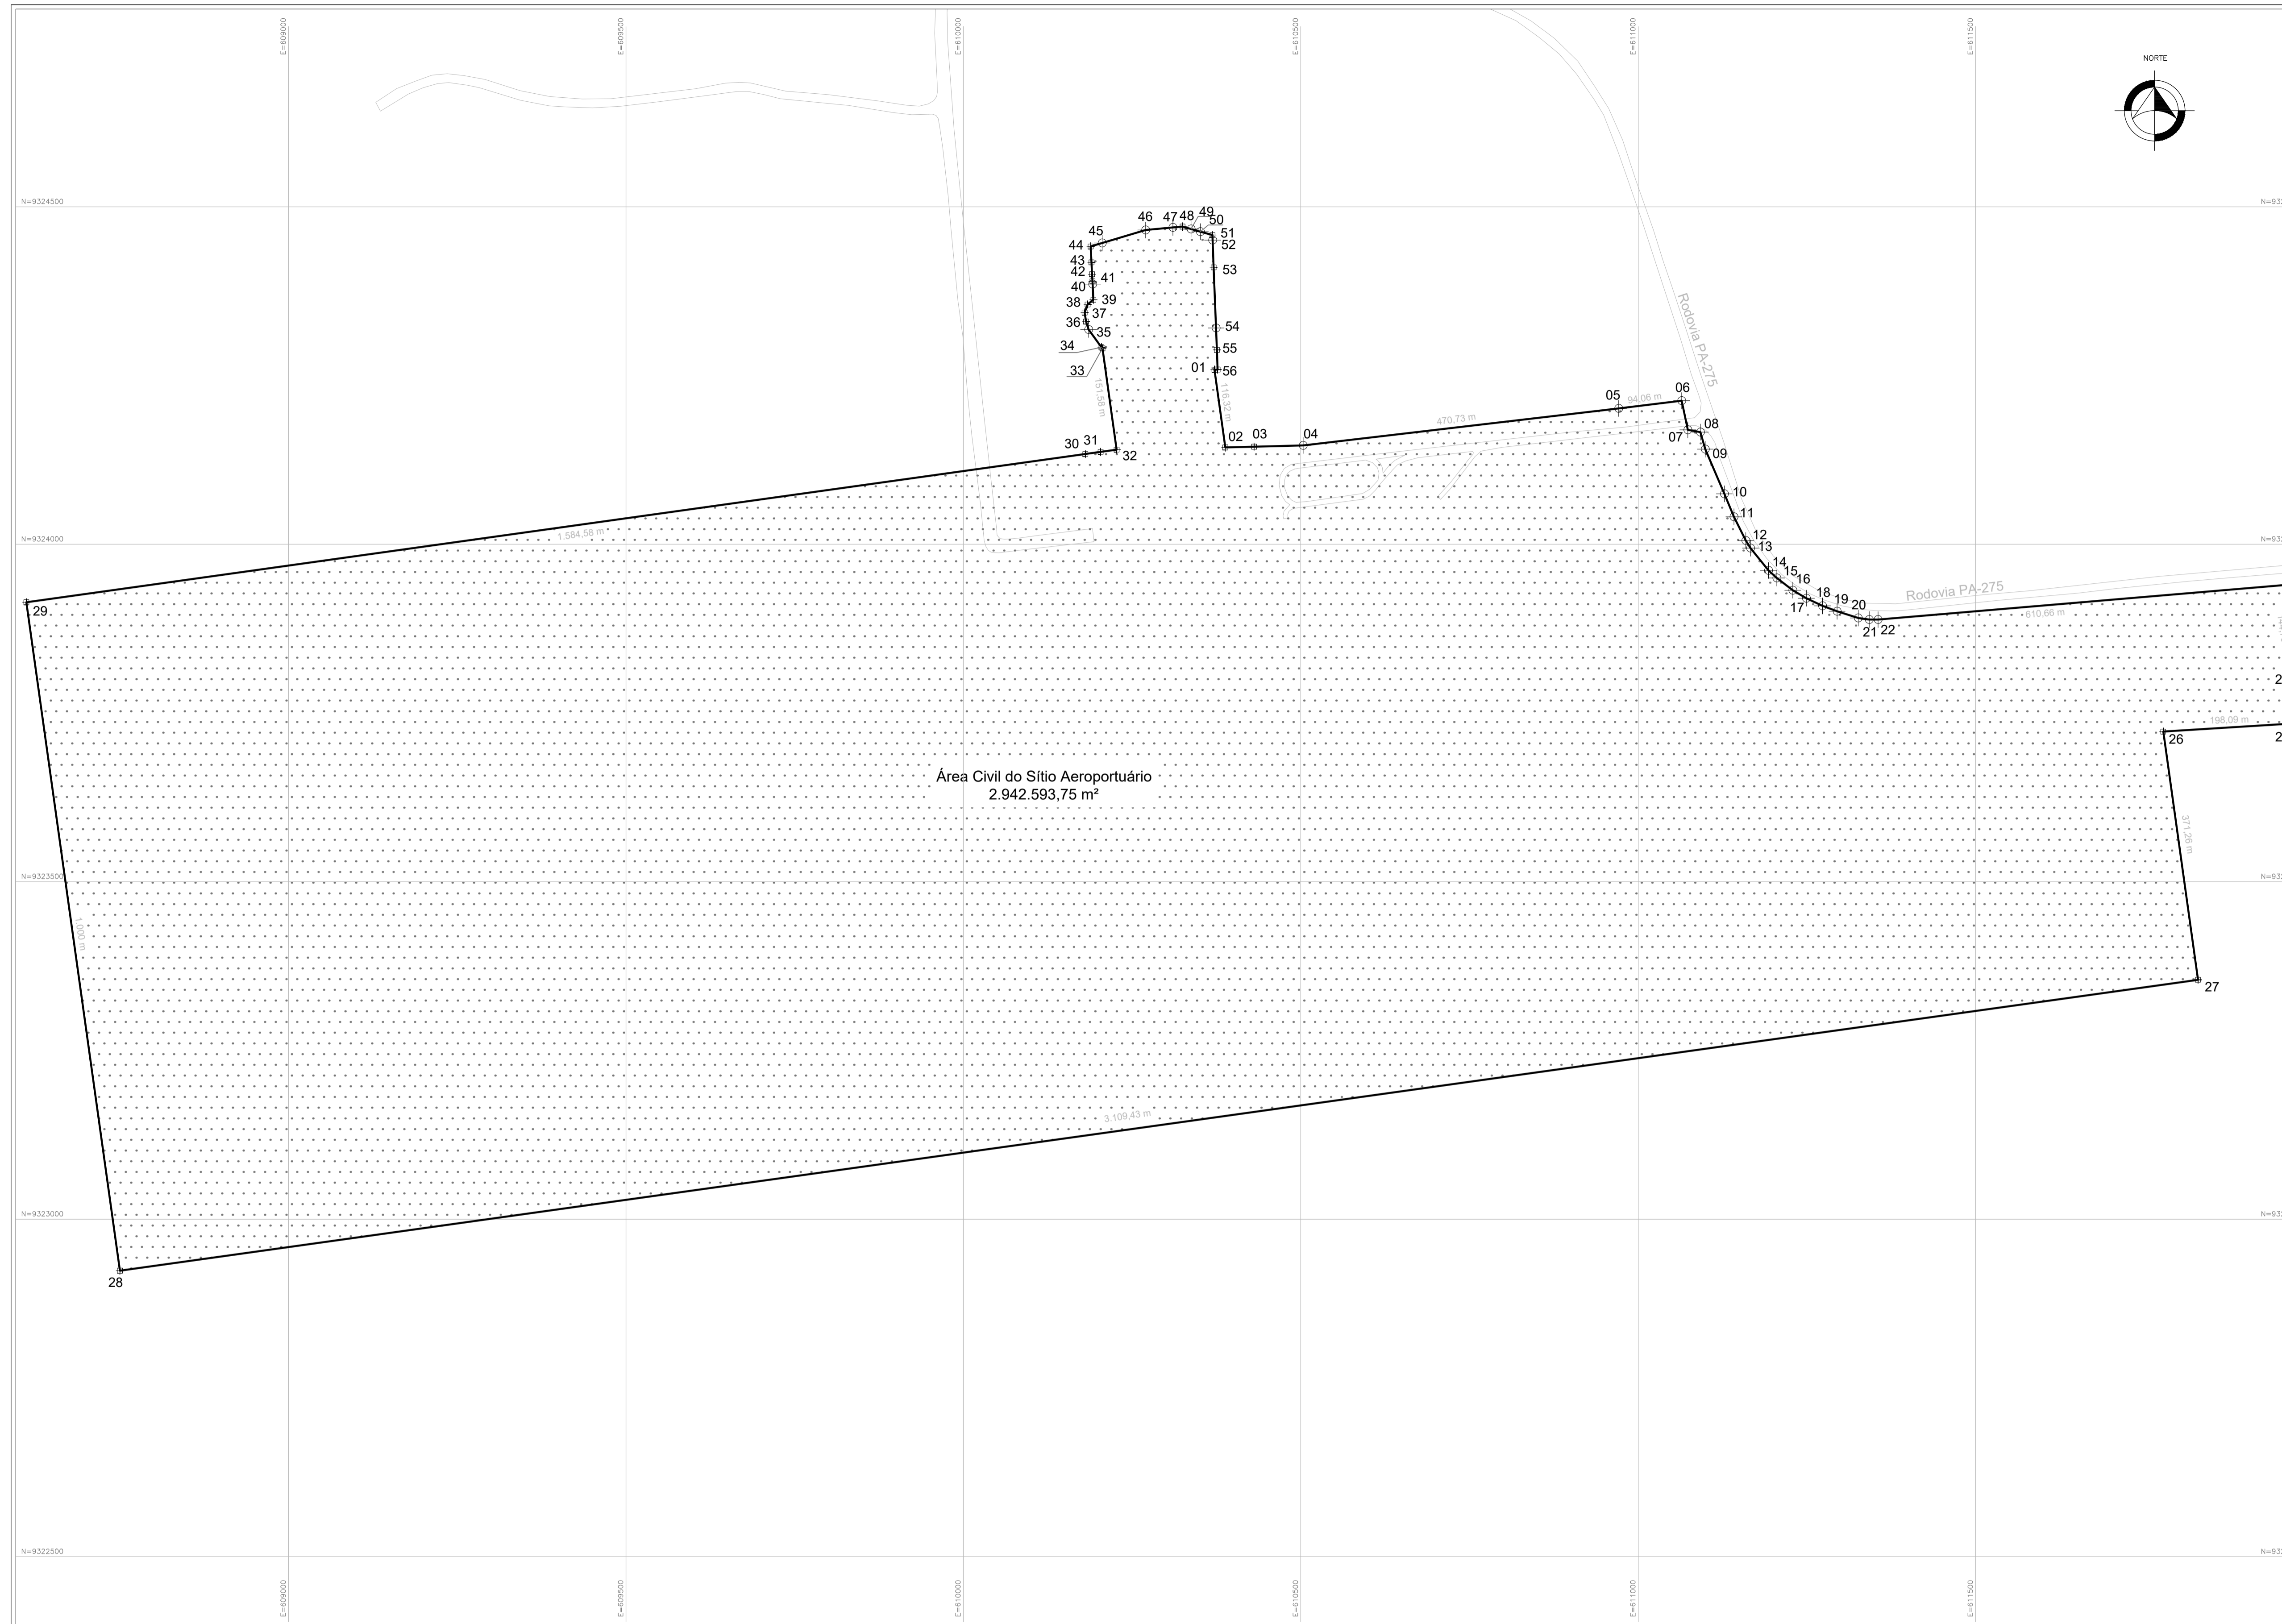 E=609000
E=609500
E=610000
E=610500
E=611000
E=611500
NORTE
N=9324500
46
47
48
49
50
45
51
44
52
43
53
42
41
40
38
39
37
36
35
54
34
55
33
01
56
151,58 m
116,32 m
Rodovia PA-275
05
94,06 m
06
470,73 m
07
08
30
31
32
02
03
04
09
10
11
12
13
14
15
16
17
18
19
20
21
22
N=9324000
1.584,58 m
29
Rodovia PA-275
610,66 m
198,09 m
26
Área Civil do Sítio Aeroportuário
2.942.593,75 m²
371,26 m
N=9323500
1.000 m
27
3.109,43 m
N=9323000
28
N=9322500
E=609000
E=609500
E=610000
E=610500
E=611000
E=611500